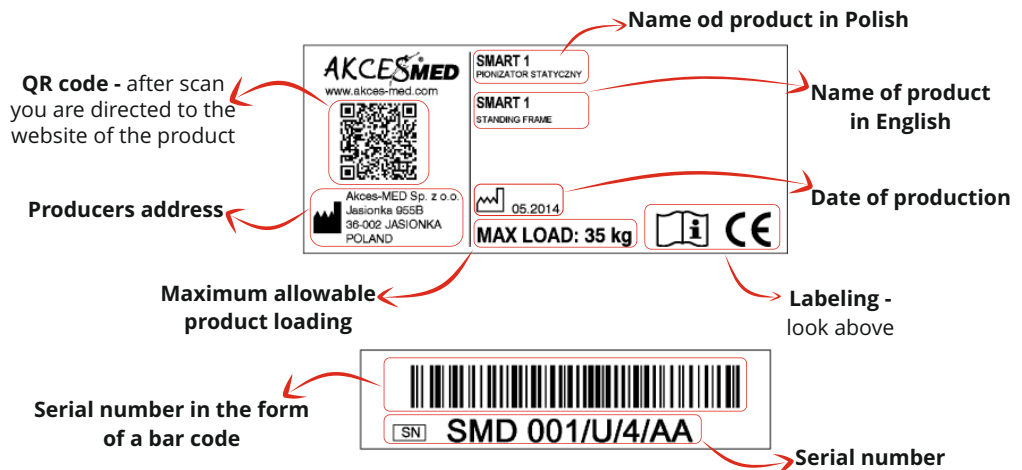 Name od product in Polish
AKCESMED
www.akces-med.com
SMART 1
PIONIZATOR STATYCZNY
SMART 1
STANDING FRAME
QR code - after scan
you are directed to the
website of the product
Name of product
in English
Producers address
Akces-MED Sp. z o.o.
Jasionka 955B
36-002 JASIONKA
POLAND
05.2014
Date of production
MAX LOAD: 35 kg
i
CE
Maximum allowable
product loading
Labeling -
look above
Serial number in the form
of a bar code
SN
SMD 001/U/4/AA
Serial number